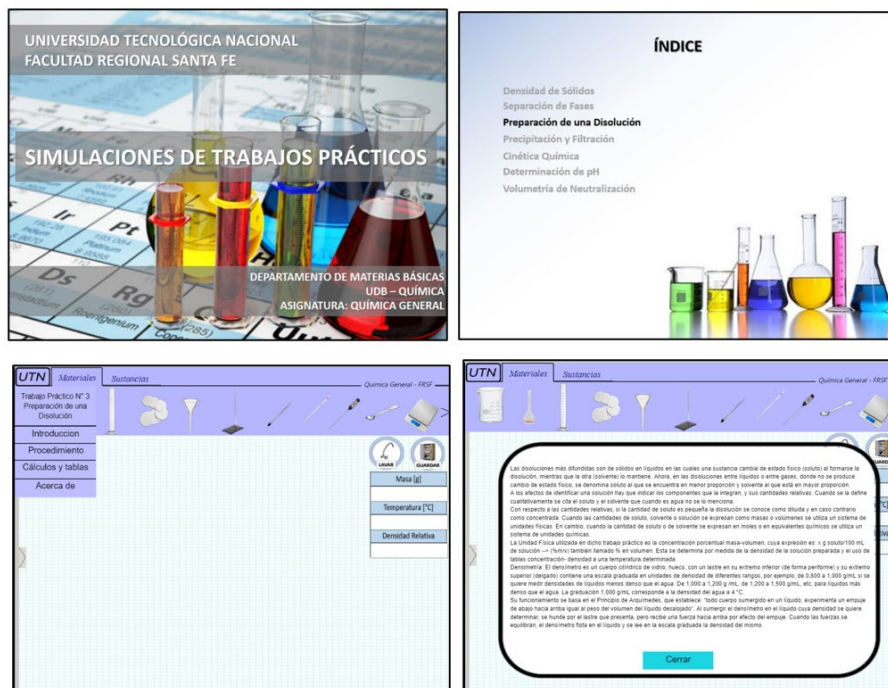 UNIVERSIDAD TECNOLÓGICA NACIONAL
FACULTAD REGIONAL SANTA FE
SIMULACIONES DE TRABAJOS PRÁCTICOS
DEPARTAMENTO DE MATERIAS BÁSICAS
UDB – QUÍMICA
ASIGNATURA: QUÍMICA GENERAL
Ir
Pt
Ds
Rg
ÍNDICE
Densidad de Sólidos
Separación de Fases
Preparación de una Disolución
Precipitación y Filtración
Cinética Química
Determinación de pH
Volumetría de Neutralización
UTN Materiales Sustancias
Química General - FRSF
Trabajo Práctico N° 3
Preparación de una
Disolución
Introduccion
Procedimiento
Cálculos y tablas
Acerca de
LAVAR GUARDAR
Masa [g]
Temperatura [°C]
Densidad Relativa
UTN Materiales Sustancias
Química General - FRSF
Las disoluciones más difundidas son de sólidos en líquidos en las cuales una sustancia cambia de estado físico (soluto) al formarse la
disolución, mientras que la otra (solvente) lo mantiene. Ahora, en las disoluciones entre líquidos o entre gases, donde no se produce
cambio de estado físico, se denomina soluto al que se encuentra en menor proporción y solvente al que está en mayor proporción.
A los efectos de identificar una solución hay que indicar los componentes que la integran, y sus cantidades relativas. Cuando se la define
cualitativamente se cita el soluto y el solvente que cuando es agua no se lo menciona.
Con respecto a las cantidades relativas, si la cantidad de soluto es pequeña la disolución se conoce como diluida y en caso contrario
como concentrada. Cuando las cantidades de soluto, solvente o solución se expresan como masas o volúmenes se utiliza un sistema de
unidades físicas. En cambio, cuando la cantidad de soluto o de solvente se expresan en moles o en equivalentes químicos se utiliza un
sistema de unidades químicas.
La Unidad Física utilizada en dicho trabajo práctico es la concentración porcentual masa-volumen, cuya expresión es: x g soluto/100 mL
de solución --> (%m/v) también llamado % en volumen. Esta se determina por medida de la densidad de la solución preparada y el uso de
tablas concentración- densidad a una temperatura determinada.
Densimetría: El densímetro es un cuerpo cilíndrico de vidrio, hueco, con un lastre en su extremo inferior (de forma periforme) y su extremo
superior (delgado) contiene una escala graduada en unidades de densidad de diferentes rangos, por ejemplo, de 0,800 a 1,000 g/mL si se
quiere medir densidades de líquidos menos denso que el agua. De 1,000 a 1,200 g /mL, de 1,200 a 1,500 g/mL, etc, para líquidos más
denso que el agua. La graduación 1,000 g/mL corresponde a la densidad del agua a 4 °C.
Su funcionamiento se basa en el Principio de Arquímedes, que establece: "todo cuerpo sumergido en un líquido, experimenta un empuje
de abajo hacia arriba igual al peso del volumen del líquido desalojado". Al sumergir el densímetro en el líquido cuya densidad se quiere
determinar, se hunde por el lastre que presenta, pero recibe una fuerza hacia arriba por efecto del empuje. Cuando las fuerzas se
equilibran, el densímetro flota en el líquido y se lee en la escala graduada la densidad del mismo.
Cerrar